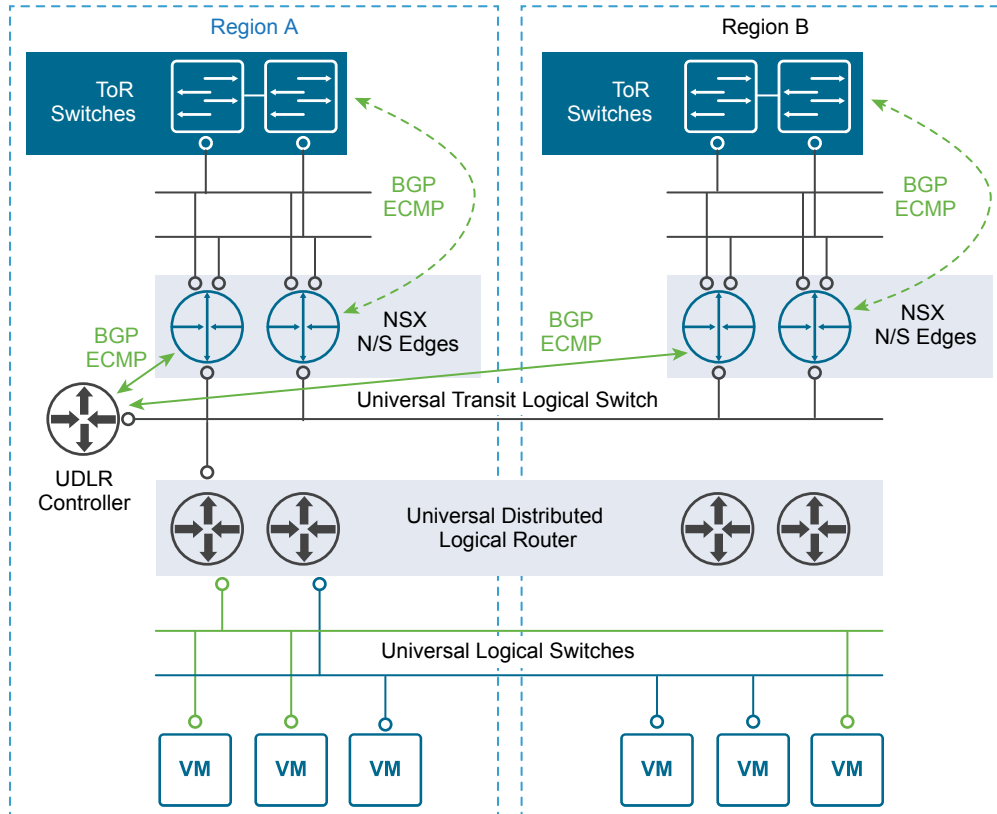 Region A
Region B
ToR
Switches
ToR
Switches
BGP
ECMP
BGP
ECMP
NSX
N/S Edges
NSX
N/S Edges
BGP
ECMP
BGP
ECMP
Universal Transit Logical Switch
UDLR
Controller
Universal Distributed
Logical Router
Universal Logical Switches
VM
VM
VM
VM
VM
VM